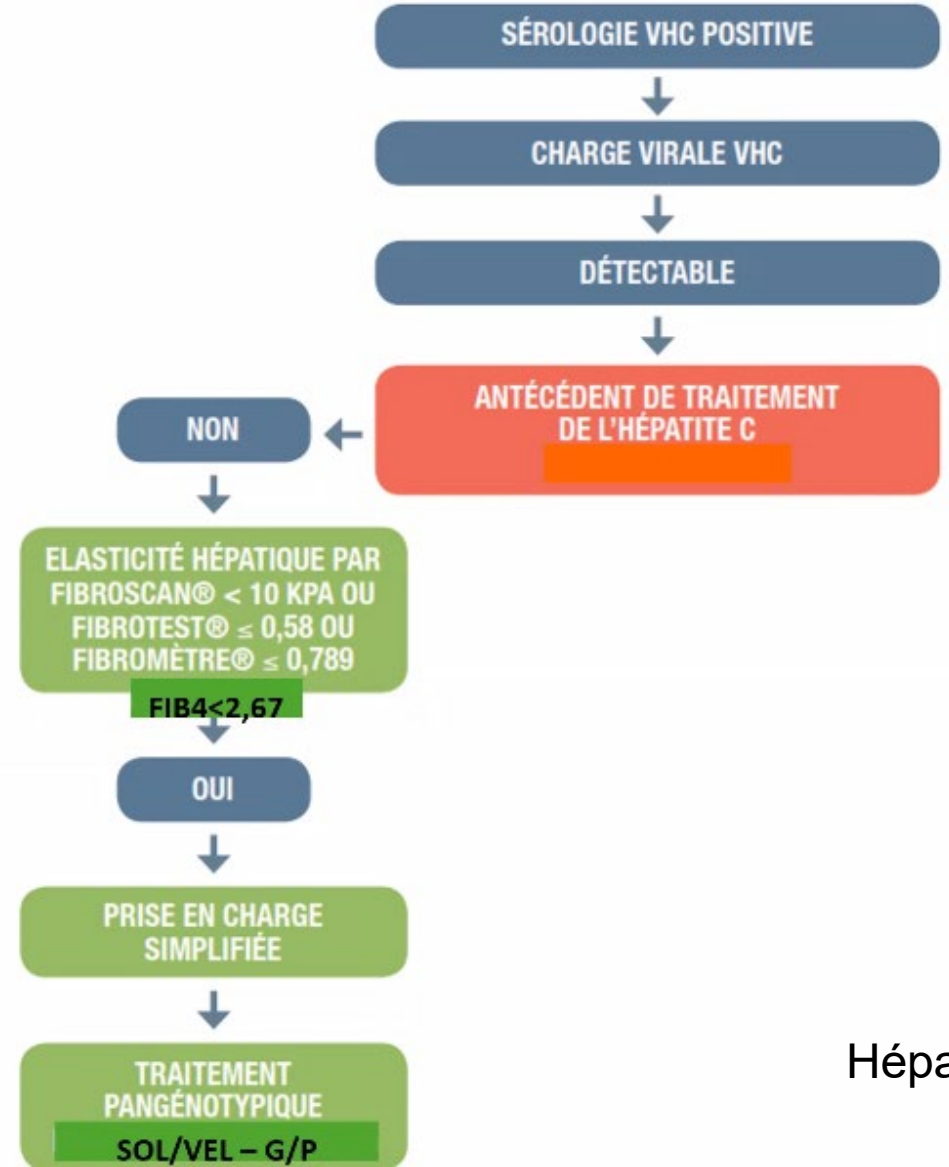 SÉROLOGIE VHC POSITIVE
CHARGE VIRALE VHC
DÉTECTABLE
ANTÉCÉDENT DE TRAITEMENT
DE L'HÉPATITE C
NON
ELASTICITÉ HÉPATIQUE PAR
FIBROSCAN® < 10 KPA OU
FIBROTEST® ≤ 0,58 OU
FIBROMÈTRE® ≤ 0,789
FIB4<2,67
OUI
PRISE EN CHARGE
SIMPLIFIÉE
TRAITEMENT
PANGÉNOTYPIQUE
SOL/VEL – G/P
Hépa